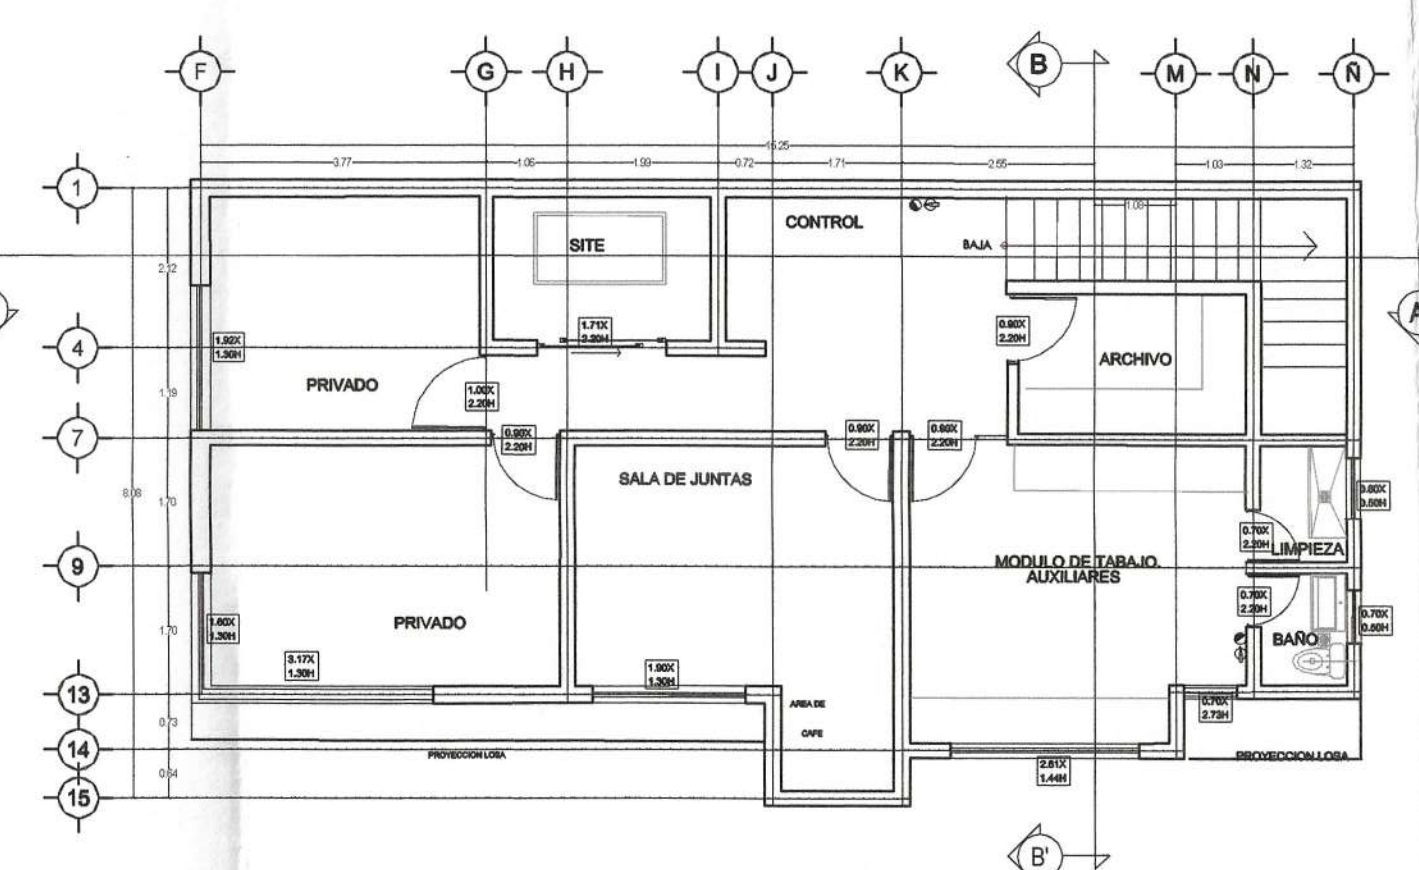 F
G
H
I
J
K
B
M
N
Ñ
15.25
3.77
1.06
1.99
0.72
1.71
2.55
1.03
1.32
1
CONTROL
1.08
SITE
BAJA
2.12
A
1.71X
2.20H
0.90X
2.20H
1.92X
1.30H
4
ARCHIVO
PRIVADO
1.00X
2.20H
1.19
7
0.90X
2.20H
0.90X
2.20H
0.90X
2.20H
SALA DE JUNTAS
8.08
1.70
0.60X
0.50H
0.70X
2.20H
LIMPIEZA
9
MODULO DE TABAJO.
AUXILIARES
0.70X
2.20H
0.70X
0.50H
1.60X
1.30H
PRIVADO
1.70
BAÑO
3.17X
1.30H
1.90X
1.30H
13
AREA DE
CAFE
0.70X
2.73H
0.73
14
PROYECCION LOSA
PROYECCION LOSA
2.81X
1.44H
0.64
15
B'